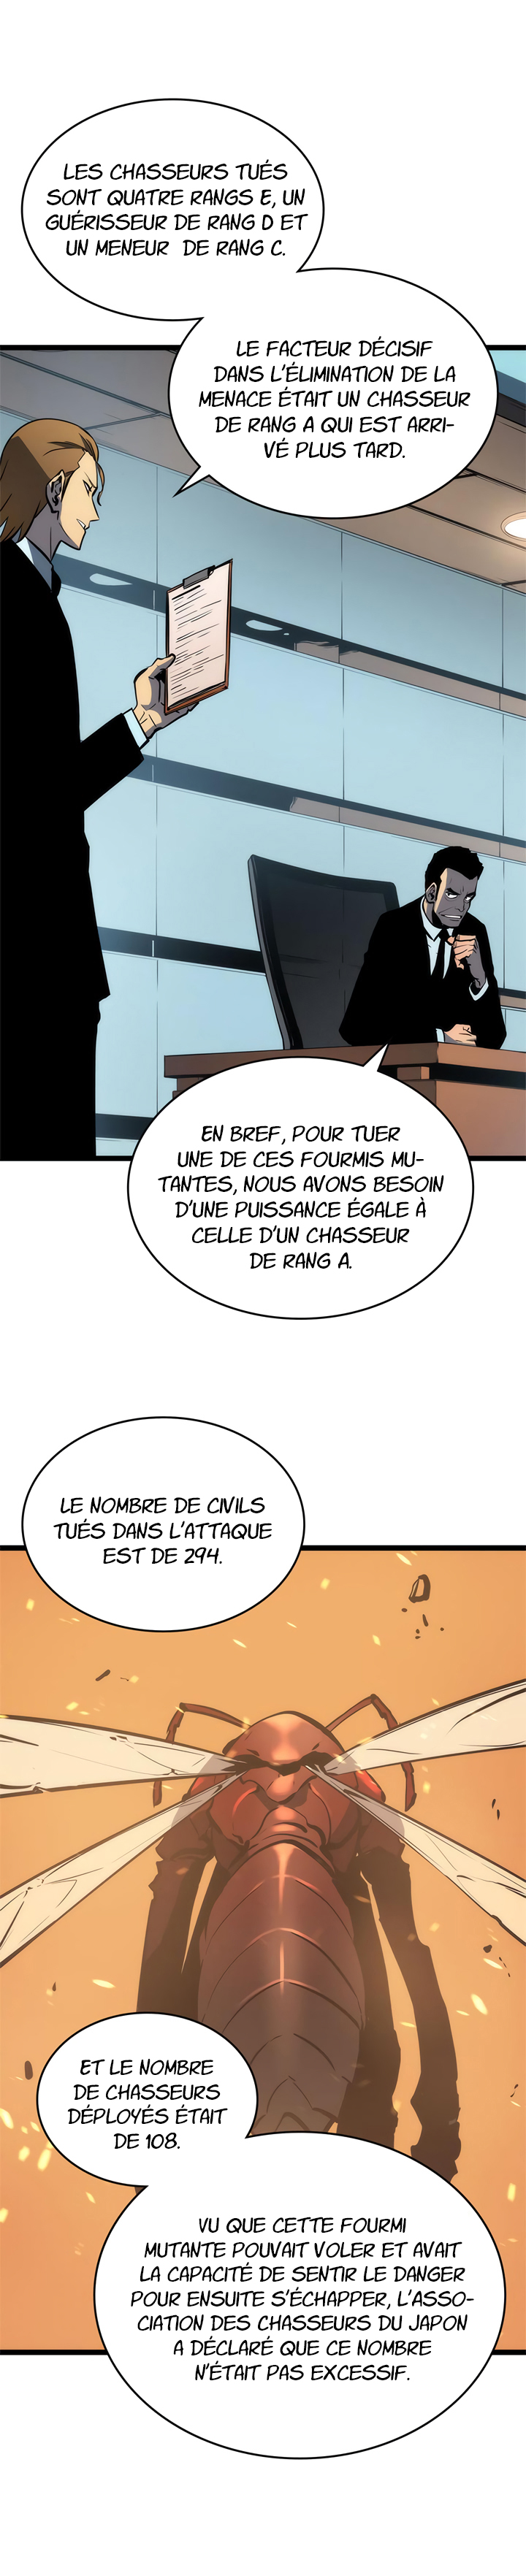 LES CHASSEURS TUÉS
SONT QUATRE RANGS E, UN
GUÉRISSEUR DE RANG D ET
UN MENEUR DE RANG C.
LE FACTEUR DÉCISIF
DANS L'ÉLIMINATION DE LA
MENACE ÉTAIT UN CHASSEUR
DE RANG A QUI EST ARRI-
VÉ PLUS TARD.
EN BREF, POUR TUER
UNE DE CES FOURMIS MU-
TANTES, NOUS AVONS BESOIN
D'UNE PUISSANCE ÉGALE À
CELLE D'UN CHASSEUR
DE RANG A.
LE NOMBRE DE CIVILS
TUÉS DANS L'ATTAQUE
EST DE 294.
ET LE NOMBRE
DE CHASSEURS
DÉPLOYÉS ÉTAIT
DE 108.
VU QUE CETTE FOURMI
MUTANTE POUVAIT VOLER ET AVAIT
LA CAPACITÉ DE SENTIR LE DANGER
POUR ENSUITE S'ÉCHAPPER, L'ASSO-
CIATION DES CHASSEURS DU JAPON
A DÉCLARÉ QUE CE NOMBRE
N'ÉTAIT PAS EXCESSIF.